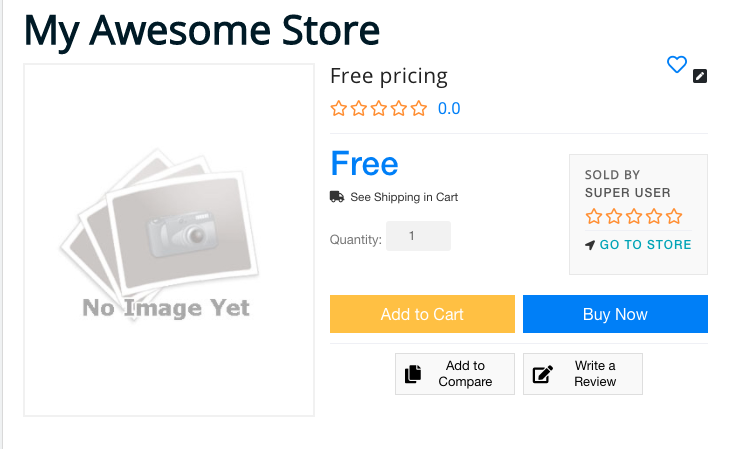 My Awesome Store
Free pricing
0.0
Free
See Shipping in Cart
Quantity: 1
SOLD BY
SUPER USER
GO TO STORE
No Image Yet
Add to Cart
Buy Now
Add to
Compare
Write a
Review